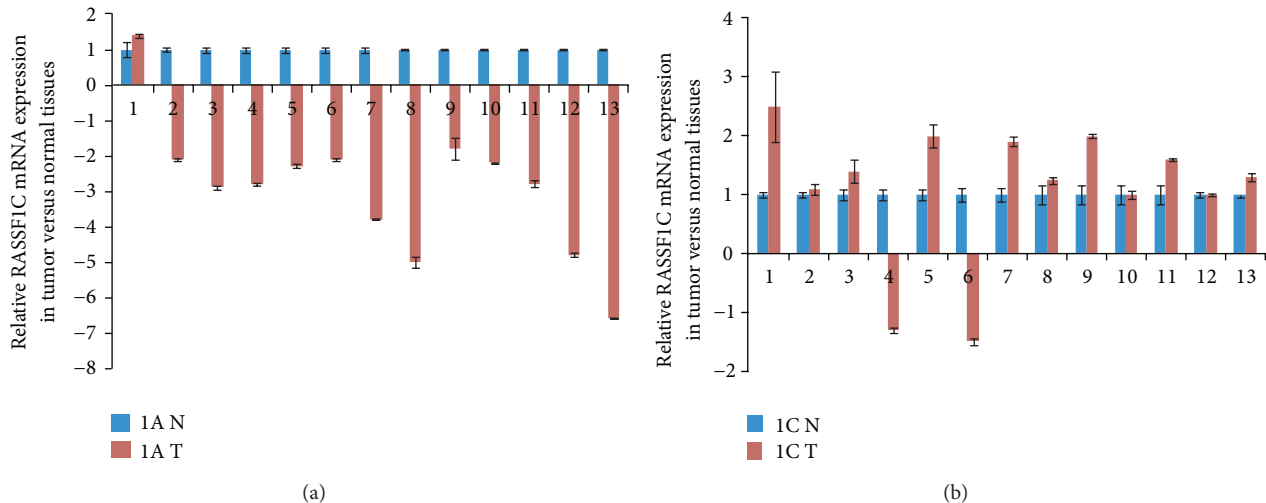 Relative RASSF1C mRNA expression
in tumor versus normal tissues
2
1
0
−1
−2
−3
−4
−5
−6
−7
−8
1 2 3 4 5 6 7 8 9 10 11 12 13
1A N
1A T
(a)
Relative RASSF1C mRNA expression
in tumor versus normal tissues
4
3
2
1
0
−1
−2
1 2 3 4 5 6 7 8 9 10 11 12 13
1C N
1C T
(b)